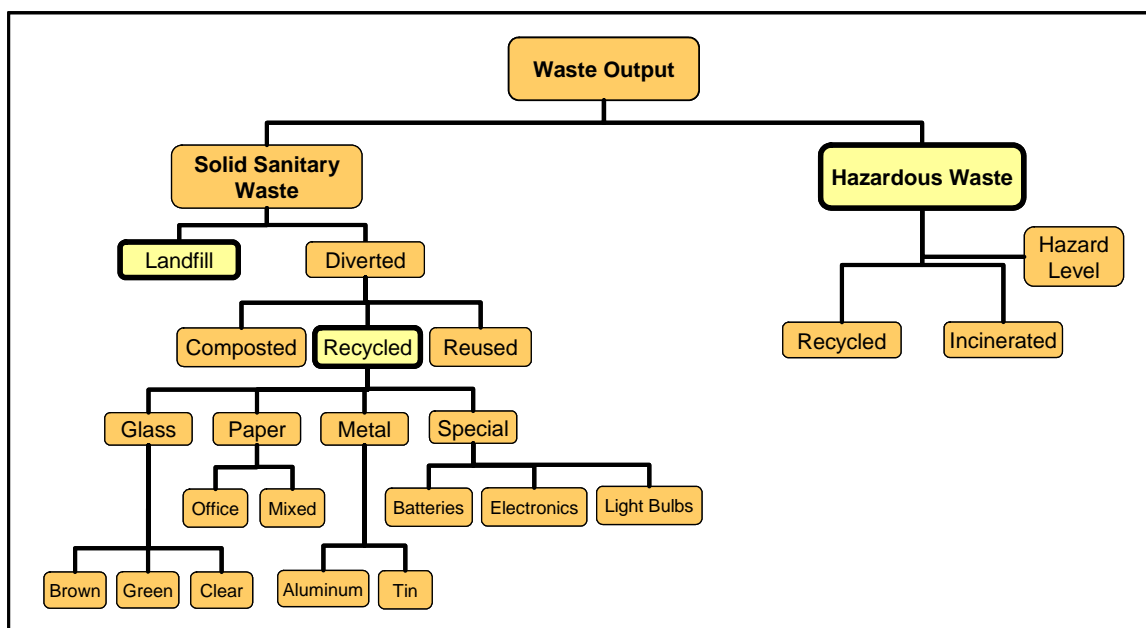 Waste Output
Solid Sanitary
Waste
Hazardous Waste
Landfill
Diverted
Hazard
Level
Composted
Recycled
Reused
Recycled
Incinerated
Glass
Paper
Metal
Special
Office
Mixed
Batteries
Electronics
Light Bulbs
Brown
Green
Clear
Aluminum
Tin